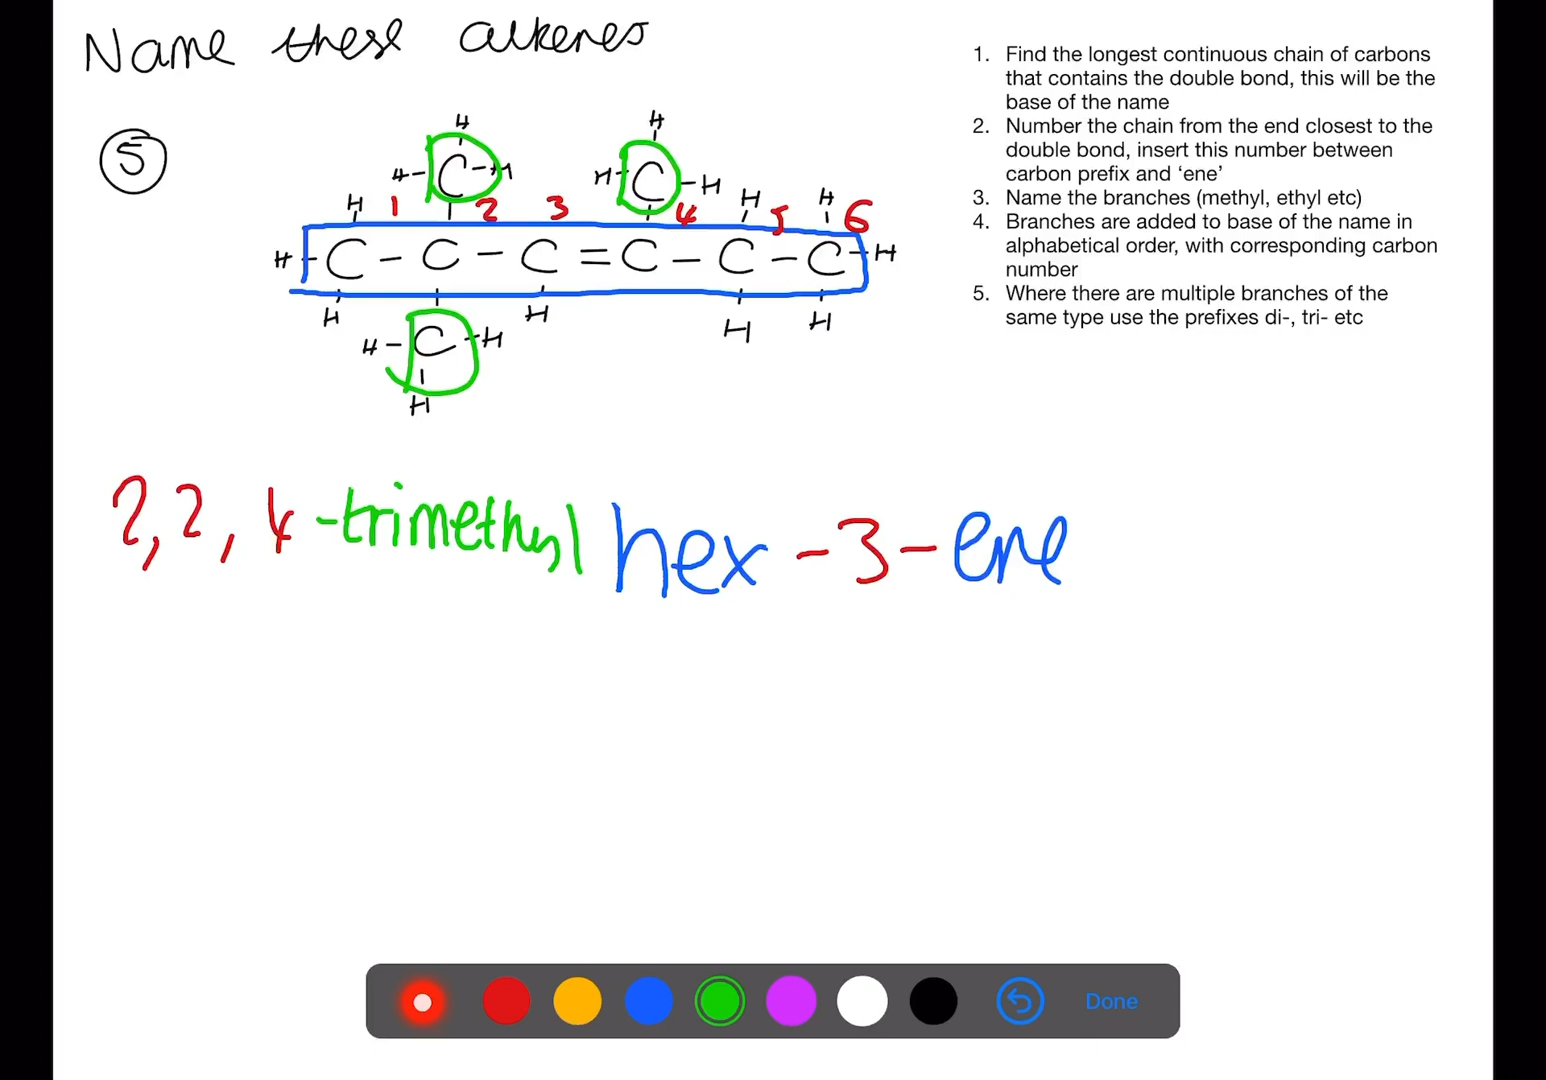 Name these alkenes
1. Find the longest continuous chain of carbons
that contains the double bond, this will be the
base of the name
2. Number the chain from the end closest to the
double bond, insert this number between
carbon prefix and ‘ene’
3. Name the branches (methyl, ethyl etc)
4. Branches are added to base of the name in
alphabetical order, with corresponding carbon
number
5. Where there are multiple branches of the
same type use the prefixes di-, tri- etc
5
H H
H-C-H H-C-H
H 1 2 3 4 H 5 H 6
H-C-C-C=C-C-C-H
H H H H
H-C-H
H
2,2,4-trimethyl hex-3-ene
Done